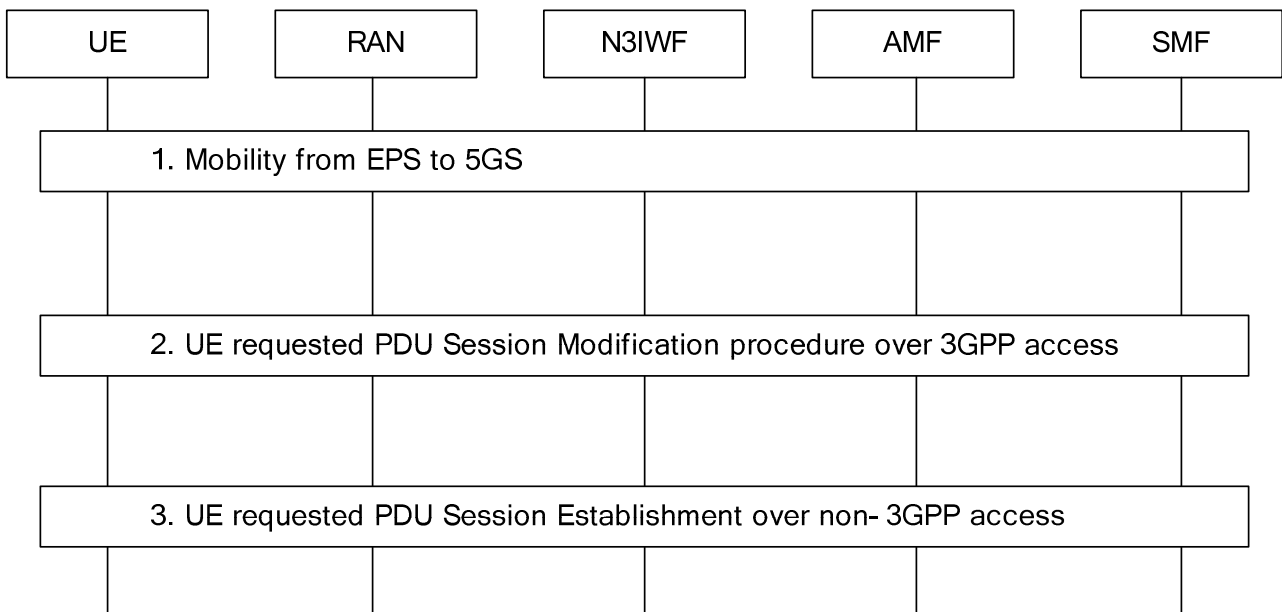 UE
RAN
N3IWF
AMF
SMF
1. Mobility from EPS to 5GS
2. UE requested PDU Session Modification procedure over 3GPP access
3. UE requested PDU Session Establishment over non- 3GPP access